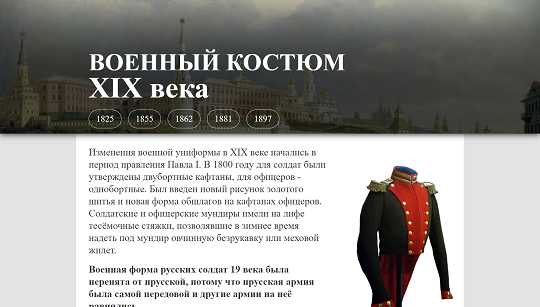 ВОЕННЫЙ КОСТЮМ
XIX века
1825 1855 1862 1881 1897
Изменения военной униформы в XIX веке начались в
период правления Павла I. В 1800 году для солдат были
утверждены двубортные кафтаны, для офицеров -
однобортные. Был введен новый рисунок золотого
шитья и новая форма обшлагов на кафтанах офицеров.
Солдатские и офицерские мундиры имели на лифе
тесёмочные стяжки, позволявшие в зимнее время
надеть под мундир овчинную безрукавку или меховой
жилет.
Военная форма русских солдат 19 века была
перенята от прусской, потому что прусская армия
была самой передовой и другие армии на неё
равнялись